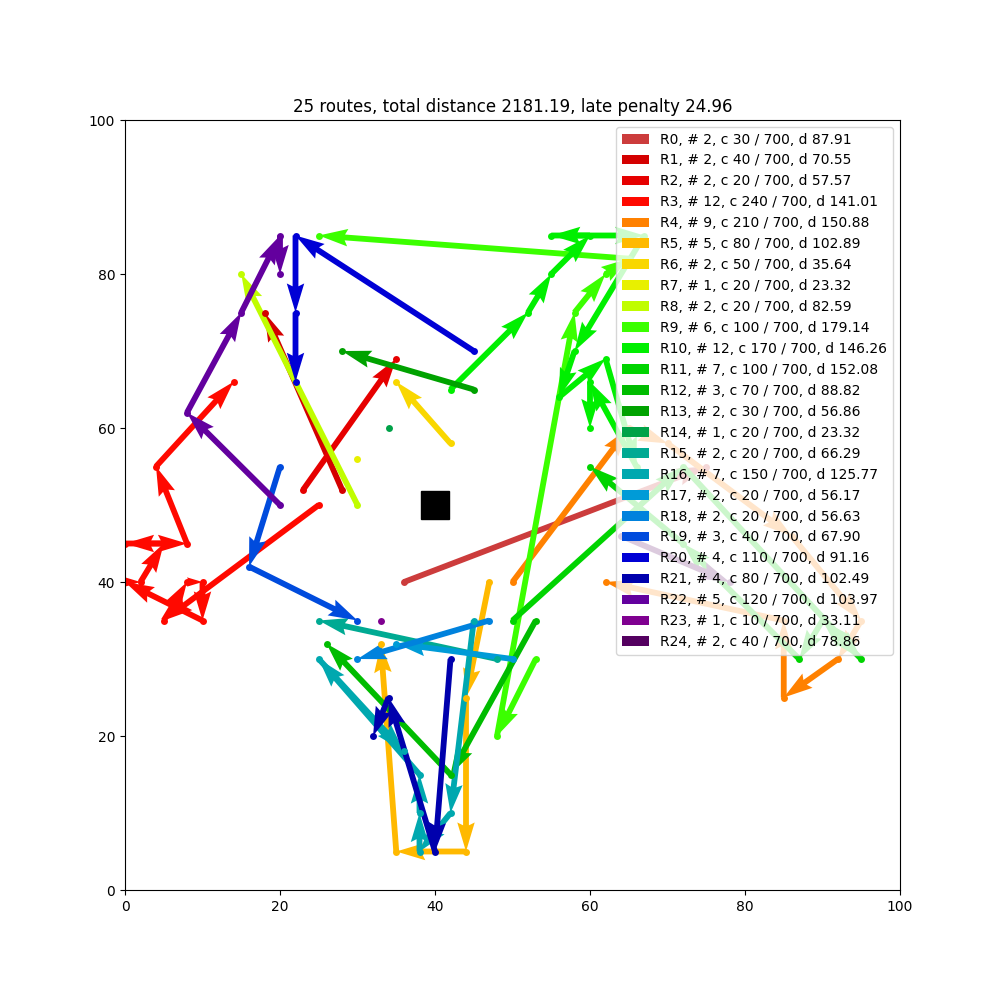 25 routes, total distance 2181.19, late penalty 24.96
100
80
60
40
20
0
0 20 40 60 80 100
R0, # 2, c 30 / 700, d 87.91
R1, # 2, c 40 / 700, d 70.55
R2, # 2, c 20 / 700, d 57.57
R3, # 12, c 240 / 700, d 141.01
R4, # 9, c 210 / 700, d 150.88
R5, # 5, c 80 / 700, d 102.89
R6, # 2, c 50 / 700, d 35.64
R7, # 1, c 20 / 700, d 23.32
R8, # 2, c 20 / 700, d 82.59
R9, # 6, c 100 / 700, d 179.14
R10, # 12, c 170 / 700, d 146.26
R11, # 7, c 100 / 700, d 152.08
R12, # 3, c 70 / 700, d 88.82
R13, # 2, c 30 / 700, d 56.86
R14, # 1, c 20 / 700, d 23.32
R15, # 2, c 20 / 700, d 66.29
R16, # 7, c 150 / 700, d 125.77
R17, # 2, c 20 / 700, d 56.17
R18, # 2, c 20 / 700, d 56.63
R19, # 3, c 40 / 700, d 67.90
R20, # 4, c 110 / 700, d 91.16
R21, # 4, c 80 / 700, d 102.49
R22, # 5, c 120 / 700, d 103.97
R23, # 1, c 10 / 700, d 33.11
R24, # 2, c 40 / 700, d 78.86